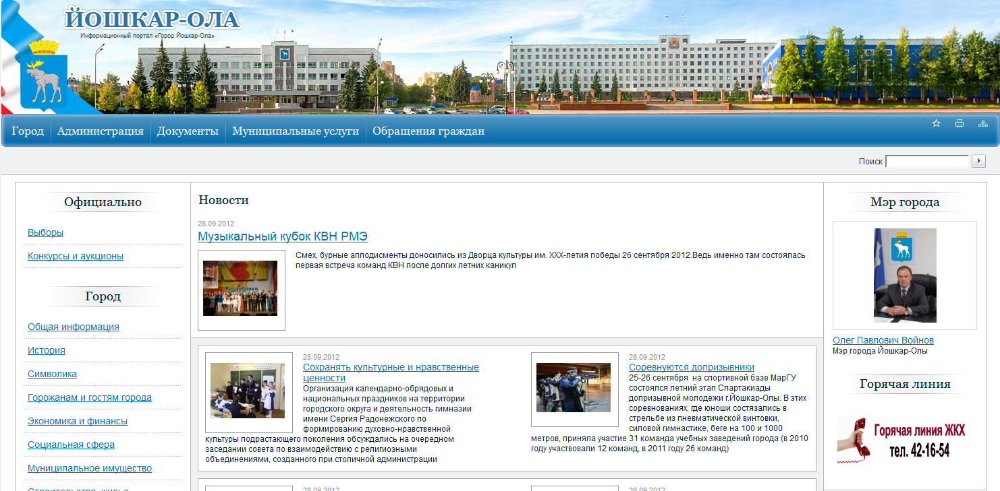 ЙОШКАР-ОЛА
Информационный портал «Город Йошкар-Ола»
Город
Администрация
Документы
Муниципальные услуги
Обращения граждан
Поиск
Официально
Выборы
Конкурсы и аукционы
Город
Общая информация
История
Символика
Горожанам и гостям города
Экономика и финансы
Социальная сфера
Муниципальное имущество
Новости
28.09.2012
Музыкальный кубок КВН РМЭ
Смех, бурные аплодисменты доносились из Дворца культуры им. XXX-летия победы 26 сентября 2012.Ведь именно там состоялась
первая встреча команд КВН после долгих летних каникул
Республики
28.09.2012
Сохранять культурные и нравственные
ценности
Организация календарно-обрядовых и
национальных праздников на территории
городского округа и деятельность гимназии
имени Сергия Радонежского по
формированию духовно-нравственной
культуры подрастающего поколения обсуждались на очередном
заседании совета по взаимодействию с религиозными
объединениями, созданного при столичной администрации
28.09.2012
Соревнуются допризывники
25-26 сентября  на спортивной базе МарГУ
состоялся летний этап Спартакиады
допризывной молодежи г.Йошкар-Олы. В этих
соревнованиях, где юноши состязались в
стрельбе из пневматической винтовки,
силовой гимнастике, беге на 100 и 1000
метров, приняла участие 31 команда учебных заведений города (в 2010
году участвовали 12 команд, в 2011 году 26 команд)
28.09.2012
28.09.2012
Мэр города
Олег Павлович Войнов
Мэр города Йошкар-Олы
Горячая линия
Горячая линия ЖКХ
тел. 42-16-54